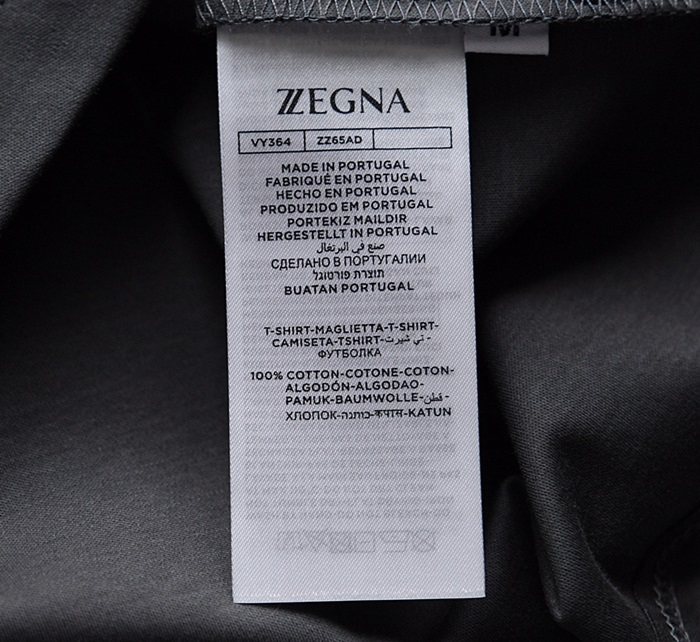 M
ZEGNA
VY364 ZZ65AD
MADE IN PORTUGAL
FABRIQUÉ EN PORTUGAL
HECHO EN PORTUGAL
PRODUZIDO EM PORTUGAL
PORTEKIZ MALIDIR
HERGESTELLT IN PORTUGAL
صنع في البرتغال
СДЕЛАНО В ПОРТУГАЛИИ
תוצרת פורטוגל
BUATAN PORTUGAL
T-SHIRT-MAGLIETTA-T-SHIRT-
CAMISETA-TSHIRT-تي شيرت-
ФУТБОЛКА
100% COTTON-COTONE-COTON-
ALGODÓN-ALGODAO-
PAMUK-BAUMWOLLE-قطن-
ХЛОПОК-כותנה-कपास-KATUN